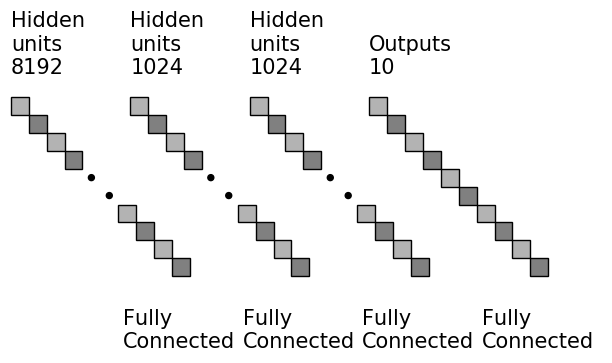 Hidden
units
8192
Hidden
units
1024
Hidden
units
1024
Outputs
10
Fully
Connected
Fully
Connected
Fully
Connected
Fully
Connected